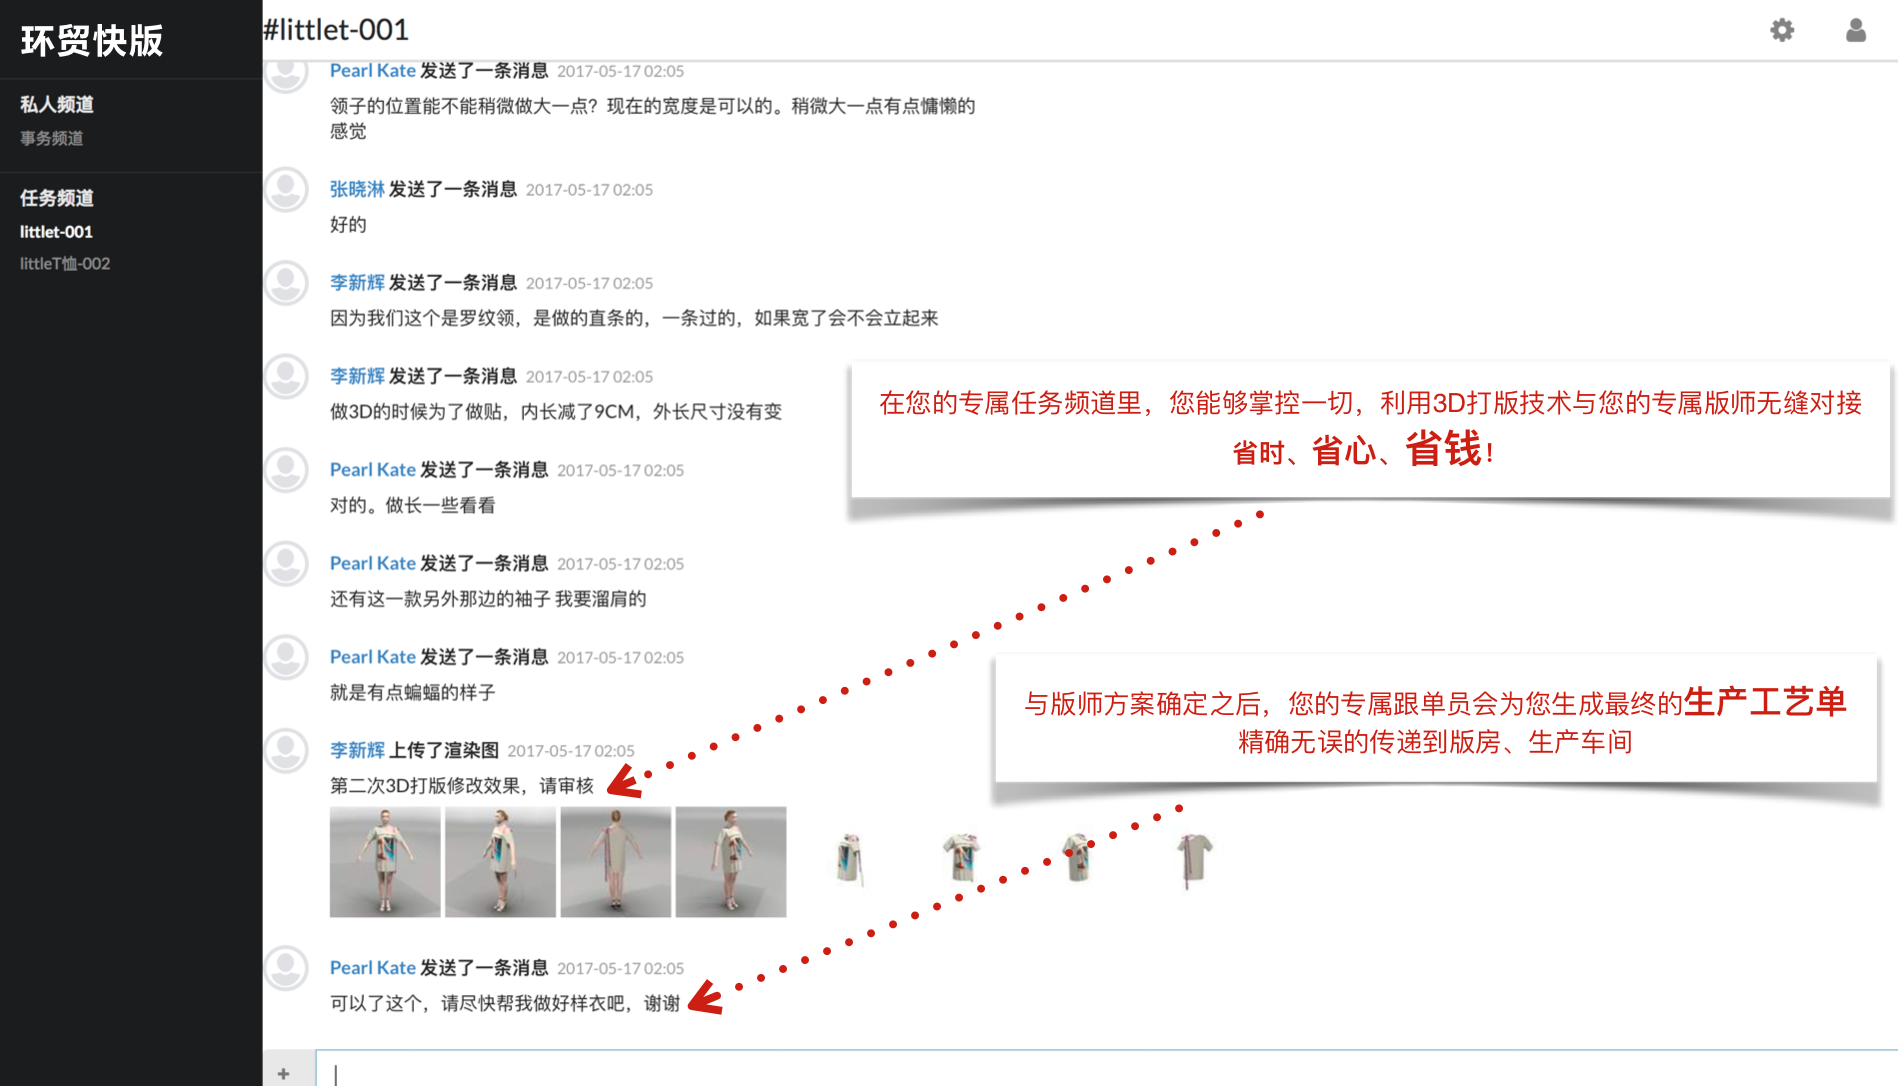 环贸快版
私人频道
事务频道
任务频道
littlet-001
littleT恤-002
#littlet-001
Pearl Kate 发送了一条消息 2017-05-17 02:05
领子的位置能不能稍微做大一点？现在的宽度是可以的。稍微大一点有点慵懒的
感觉
张晓淋 发送了一条消息 2017-05-17 02:05
好的
李新辉 发送了一条消息 2017-05-17 02:05
因为我们这个是罗纹领，是做的直条的，一条过的，如果宽了会不会立起来
李新辉 发送了一条消息 2017-05-17 02:05
做3D的时候为了做贴，内长减了9CM，外长尺寸没有变
Pearl Kate 发送了一条消息 2017-05-17 02:05
对的。做长一些看看
Pearl Kate 发送了一条消息 2017-05-17 02:05
还有这一款另外那边的袖子 我要溜肩的
Pearl Kate 发送了一条消息 2017-05-17 02:05
就是有点蝙蝠的样子
李新辉 上传了渲染图 2017-05-17 02:05
第二次3D打版修改效果，请审核
Pearl Kate 发送了一条消息 2017-05-17 02:05
可以了这个，请尽快帮我做好样衣吧，谢谢
+
在您的专属任务频道里，您能够掌控一切，利用3D打版技术与您的专属版师无缝对接
省时、省心、省钱！
与版师方案确定之后，您的专属跟单员会为您生成最终的生产工艺单
精确无误的传递到版房、生产车间